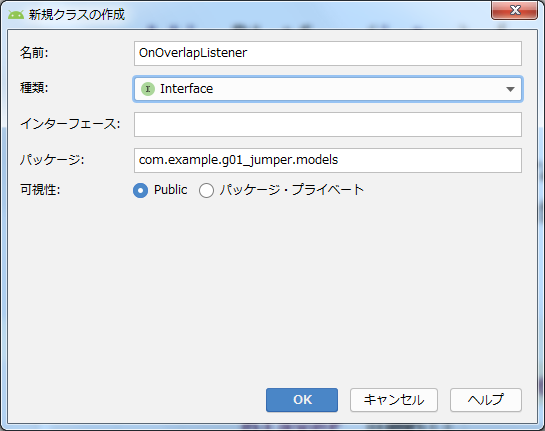 新規クラスの作成
名前: OnOverlapListener
種類: I Interface
インターフェース:
パッケージ: com.example.g01_jumper.models
可視性: Public パッケージ・プライベート
OK キャンセル ヘルプ